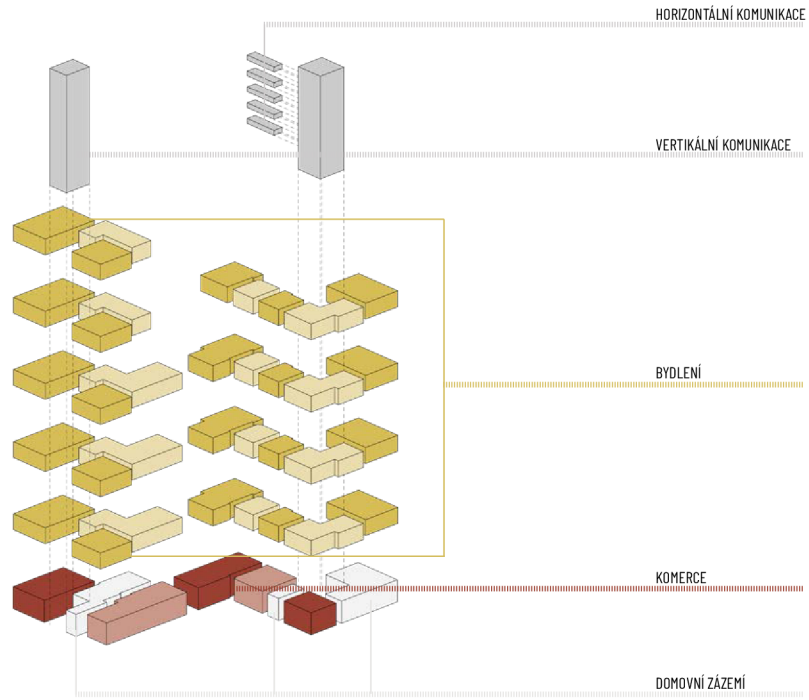 HORIZONTÁLNÍ KOMUNIKACE
VERTIKÁLNÍ KOMUNIKACE
BYDLENÍ
KOMERCE
DOMOVNÍ ZÁZEMÍ